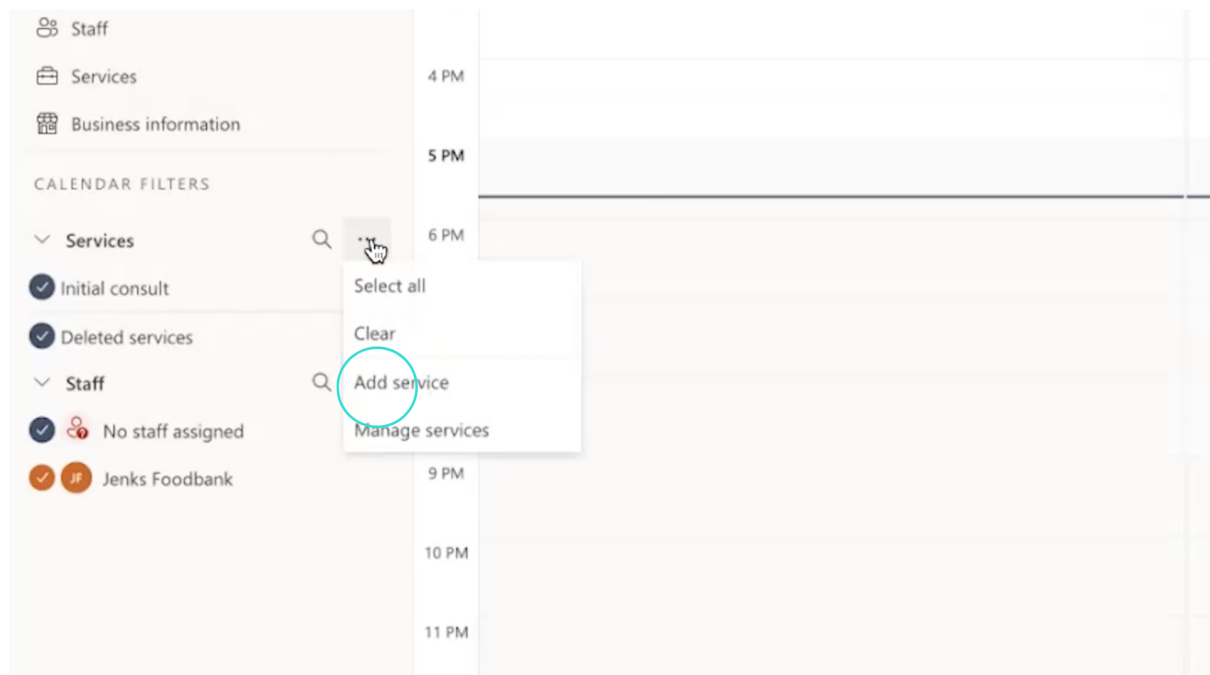 Staff
Services
Business information
CALENDAR FILTERS
Services
Initial consult
Deleted services
Staff
No staff assigned
JF Jenks Foodbank
Select all
Clear
Add service
Manage services
4 PM
5 PM
6 PM
9 PM
10 PM
11 PM